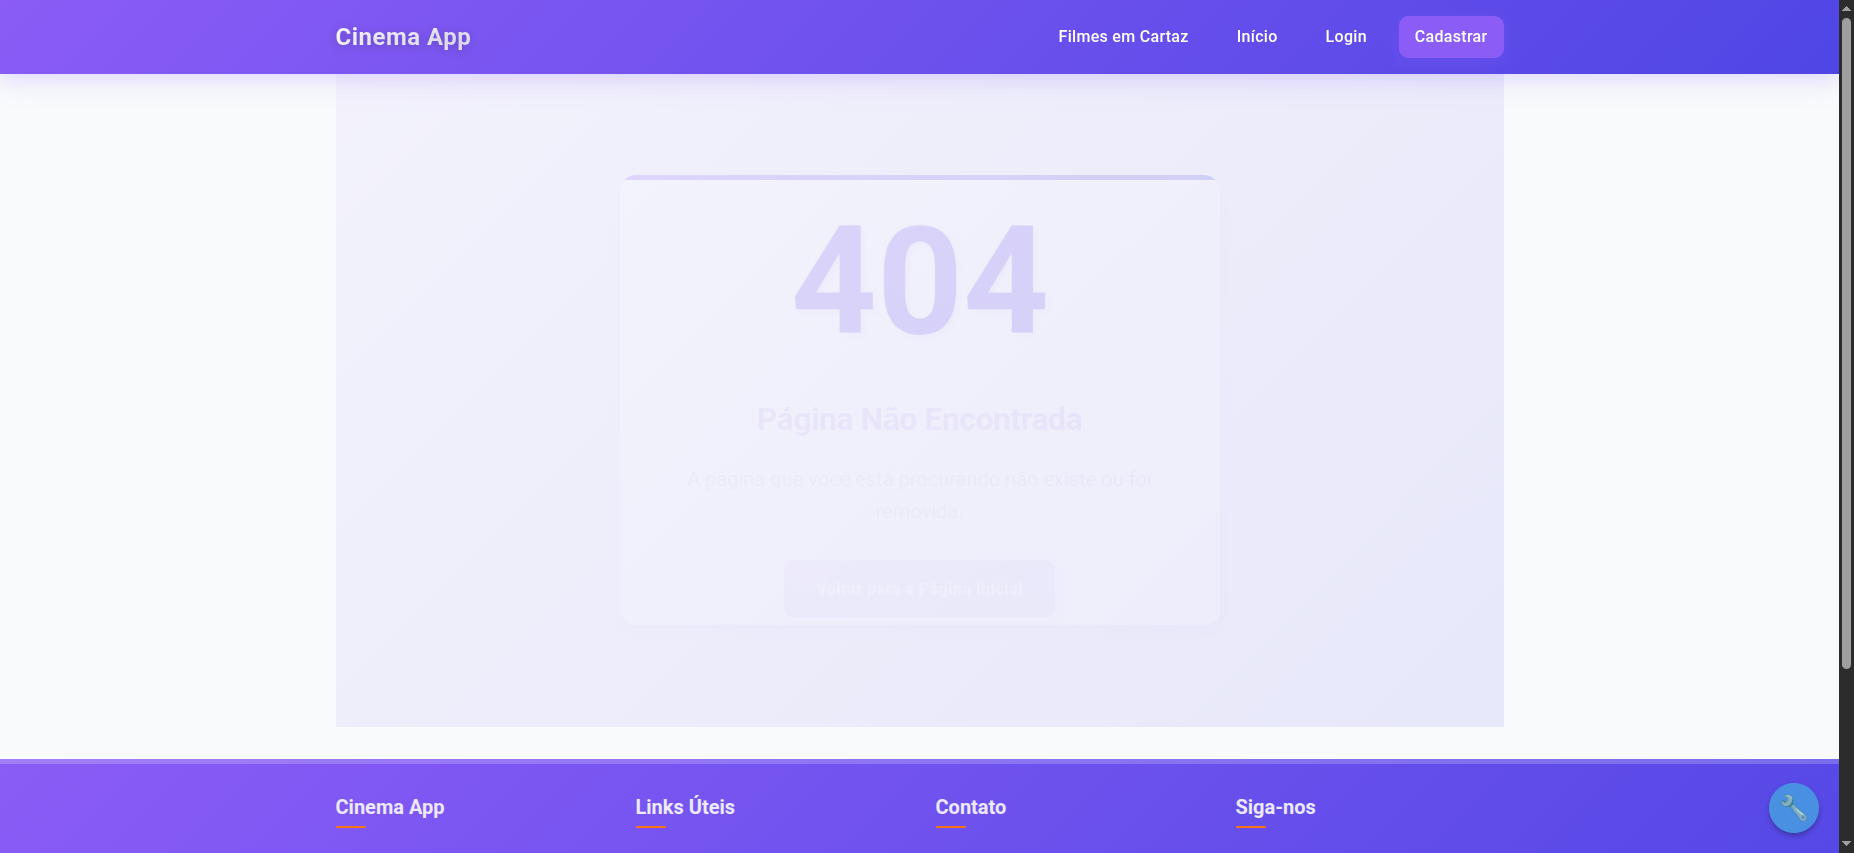 Cinema App
Filmes em Cartaz
Início
Login
Cadastrar
404
Página Não Encontrada
A página que você está procurando não existe ou foi
removida.
Voltar para a Página Inicial
Cinema App
Links Úteis
Contato
Siga-nos